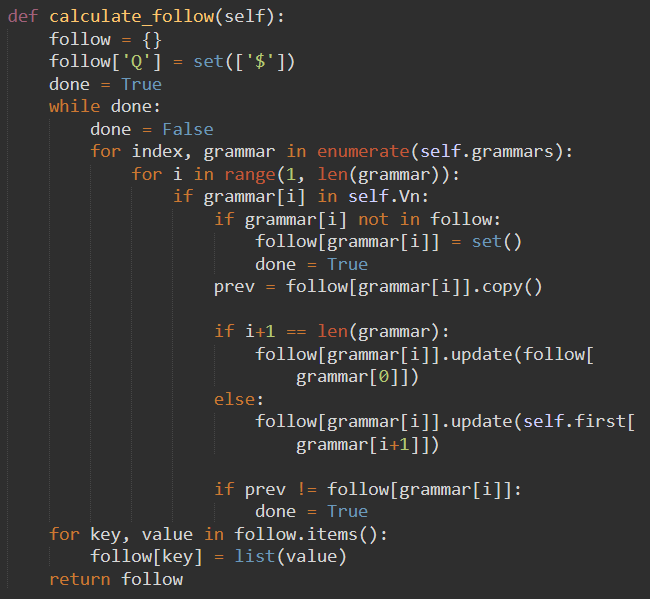 def calculate_follow(self):
    follow = {}
    follow['Q'] = set(['$'])
    done = True
    while done:
        done = False
        for index, grammar in enumerate(self.grammars):
            for i in range(1, len(grammar)):
                if grammar[i] in self.Vn:
                    if grammar[i] not in follow:
                        follow[grammar[i]] = set()
                        done = True
                    prev = follow[grammar[i]].copy()

                    if i+1 == len(grammar):
                        follow[grammar[i]].update(follow[
                            grammar[0]])
                    else:
                        follow[grammar[i]].update(self.first[
                            grammar[i+1]])

                    if prev != follow[grammar[i]]:
                        done = True
    for key, value in follow.items():
        follow[key] = list(value)
    return follow